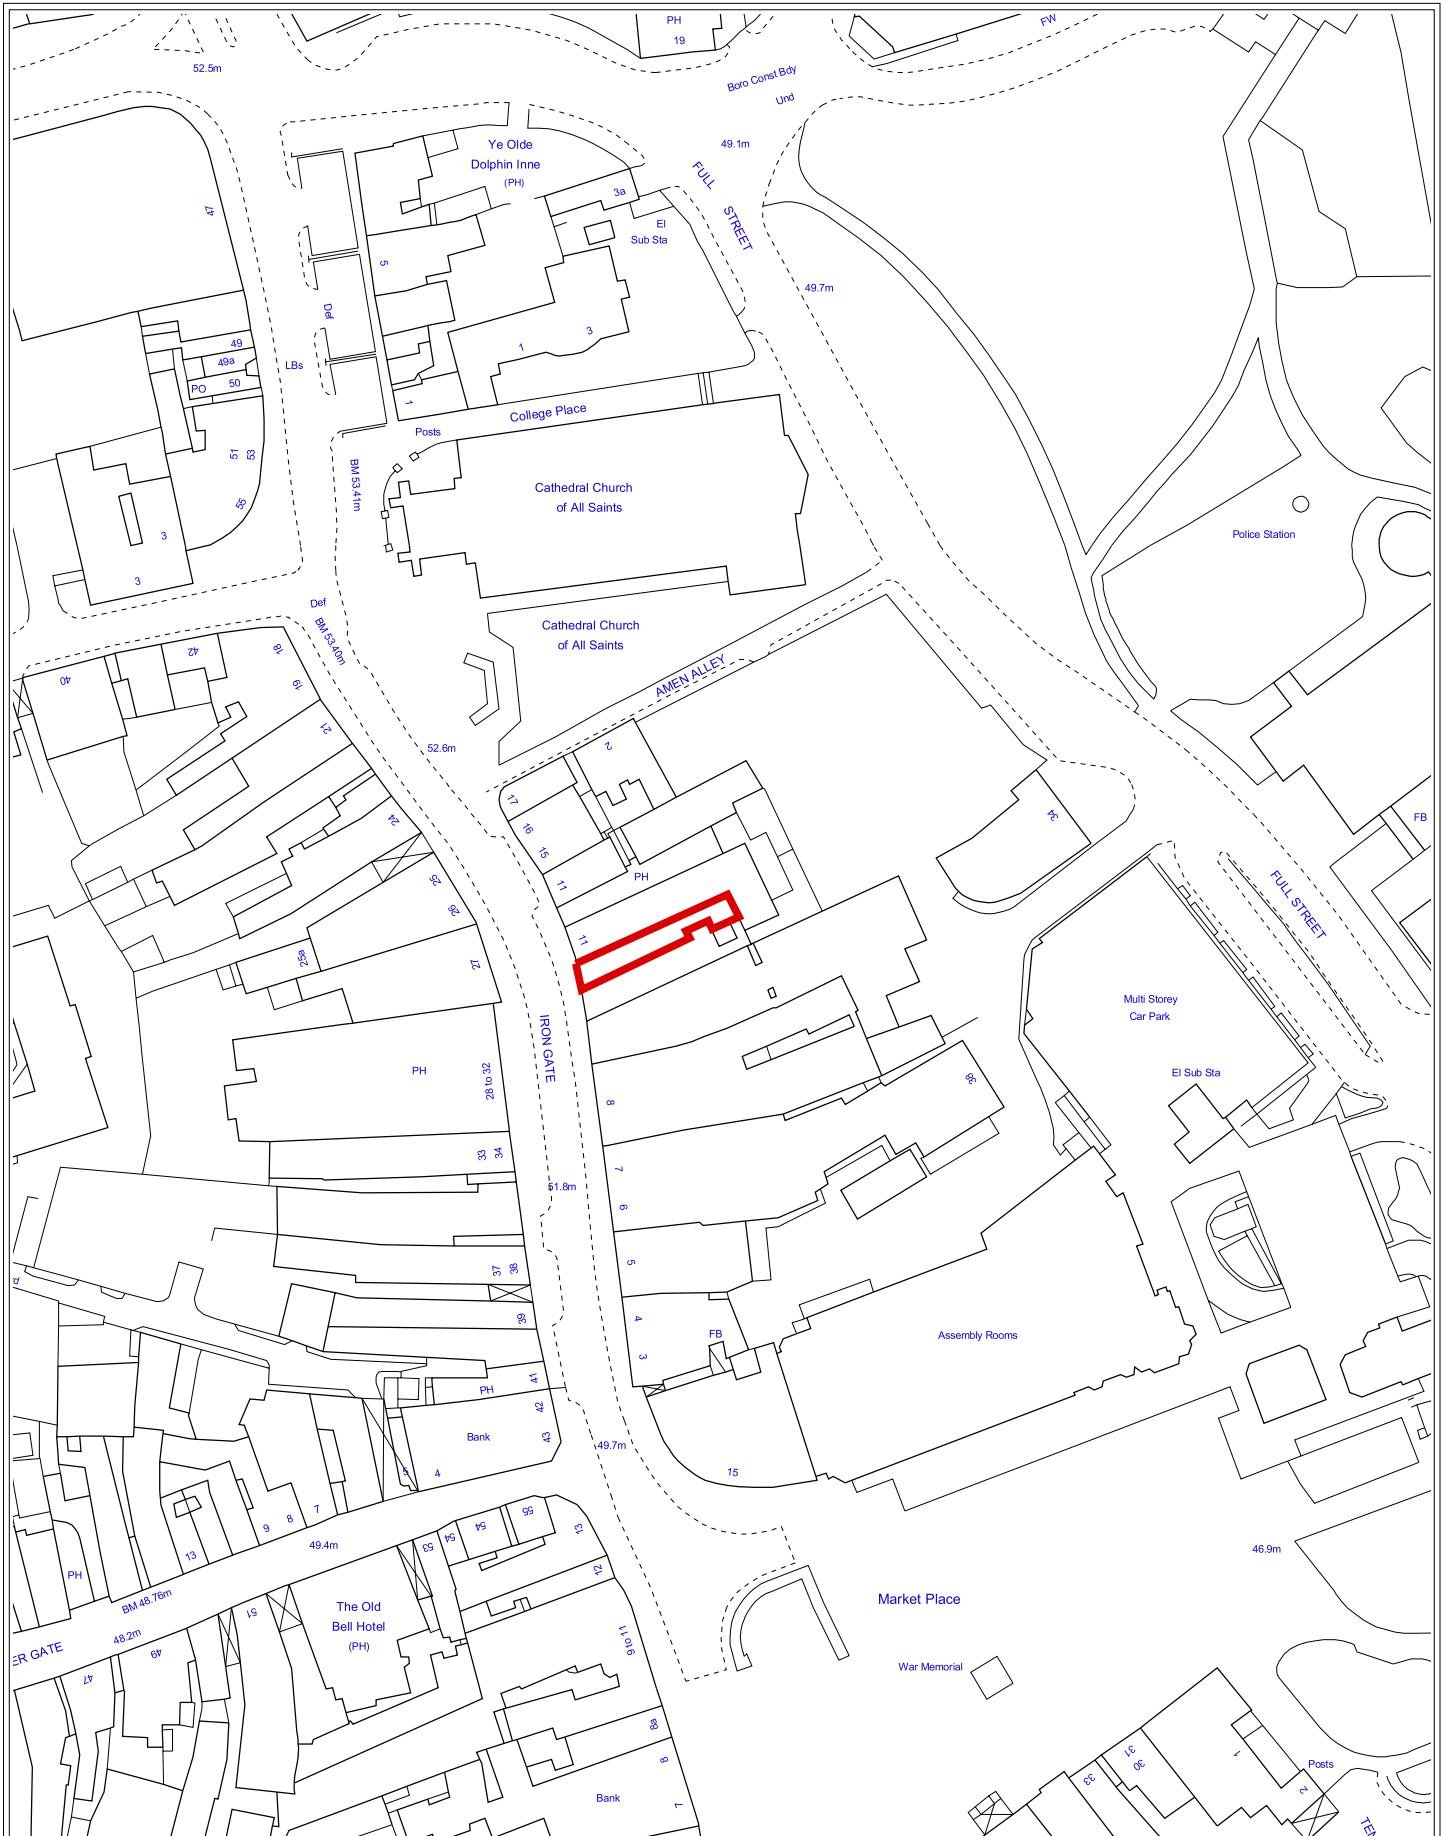 PH
19
FW
52.5m
Boro Const Bdy
Und
49.1m
Ye Olde
Dolphin Inne
(PH)
FULL STREET
3a
El
Sub Sta
47
5
49.7m
Def
3
1
49
49a
50
PO
LBs
1
College Place
Posts
51
53
55
BM 53.41m
Cathedral Church
of All Saints
3
3
Police Station
Def
BM 53.40m
Cathedral Church
of All Saints
42
40
18
19
21
AMEN ALLEY
52.6m
2
17
16
15
11
24
34
FB
PH
25
26
27
25a
11
FULL STREET
Multi Storey
Car Park
IRON GATE
PH
28 to 32
8
38
El Sub Sta
33
34
7
6
51.8m
37
38
5
39
4
3
FB
Assembly Rooms
41
PH
42
43
Bank
49.7m
5
4
15
7
8
9
13
49.4m
53
54
54
55
13
12
46.9m
PH
BM 48.76m
48.2m
ER GATE
51
The Old
Bell Hotel
(PH)
49
47
9 to 11
Market Place
War Memorial
8a
8
7
Bank
31
30
33
1
2
Posts
TEN